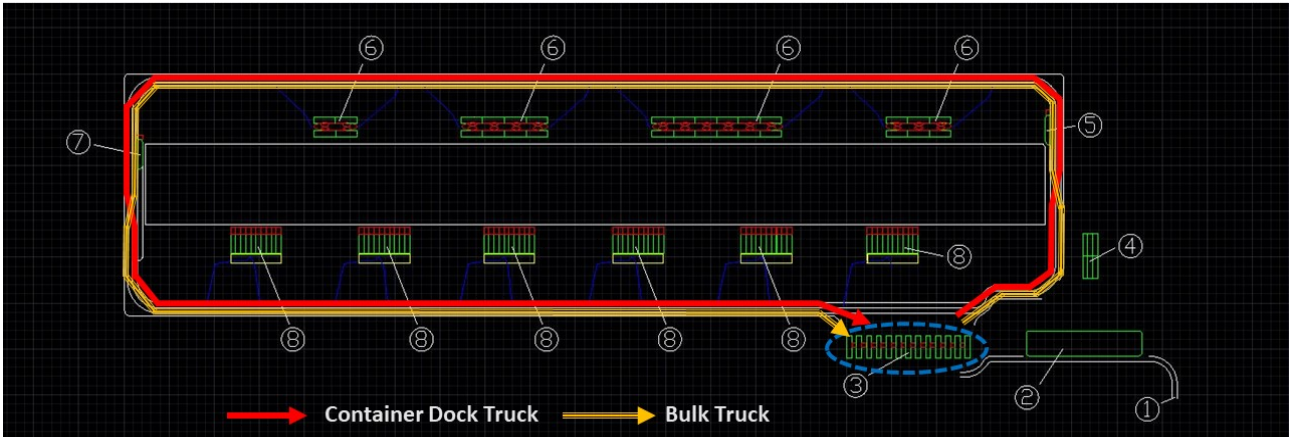 ⑥ ⑥ ⑥ ⑥
⑤
⑦
④
⑧
⑧ ⑧ ⑧ ⑧ ⑧
③
②
①
Container Dock Truck Bulk Truck